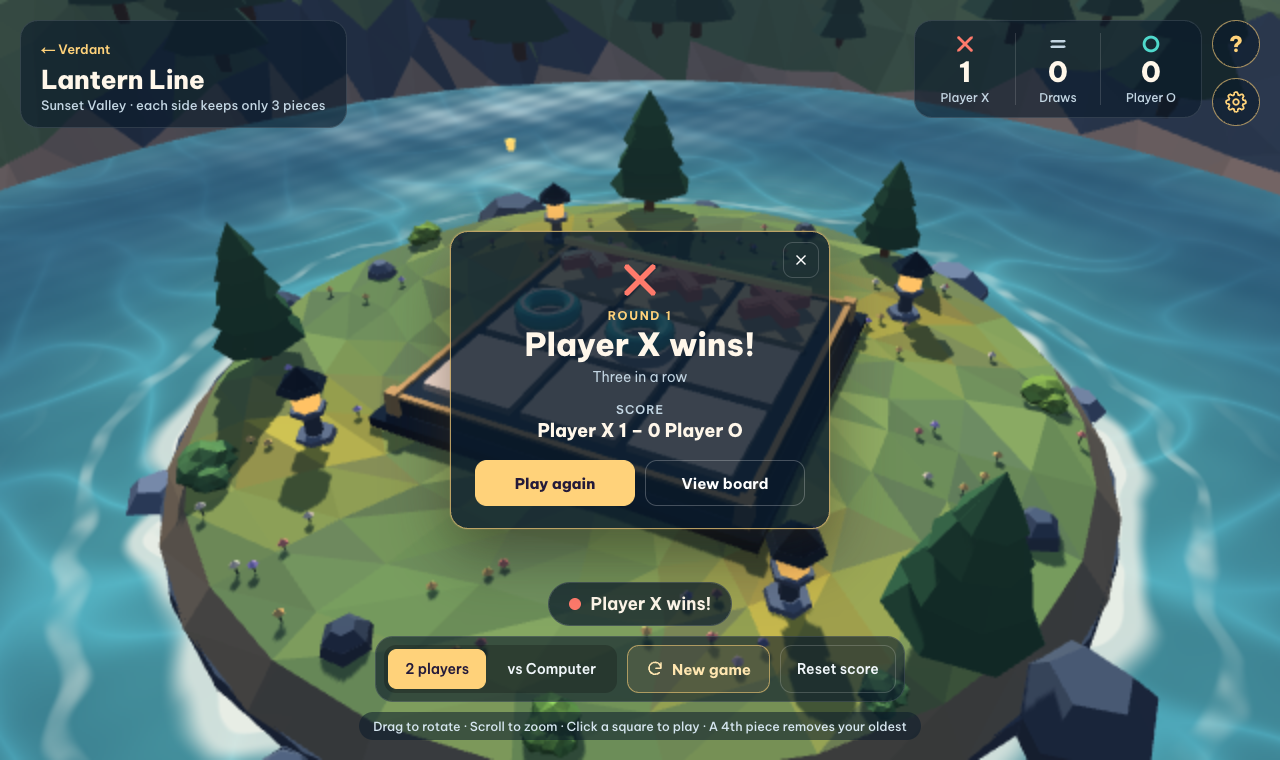 ← Verdant
Lantern Line
Sunset Valley · each side keeps only 3 pieces
1
Player X
0
Draws
0
Player O
?
ROUND 1
Player X wins!
Three in a row
SCORE
Player X 1 – 0 Player O
Play again
View board
Player X wins!
2 players
vs Computer
New game
Reset score
Drag to rotate · Scroll to zoom · Click a square to play · A 4th piece removes your oldest